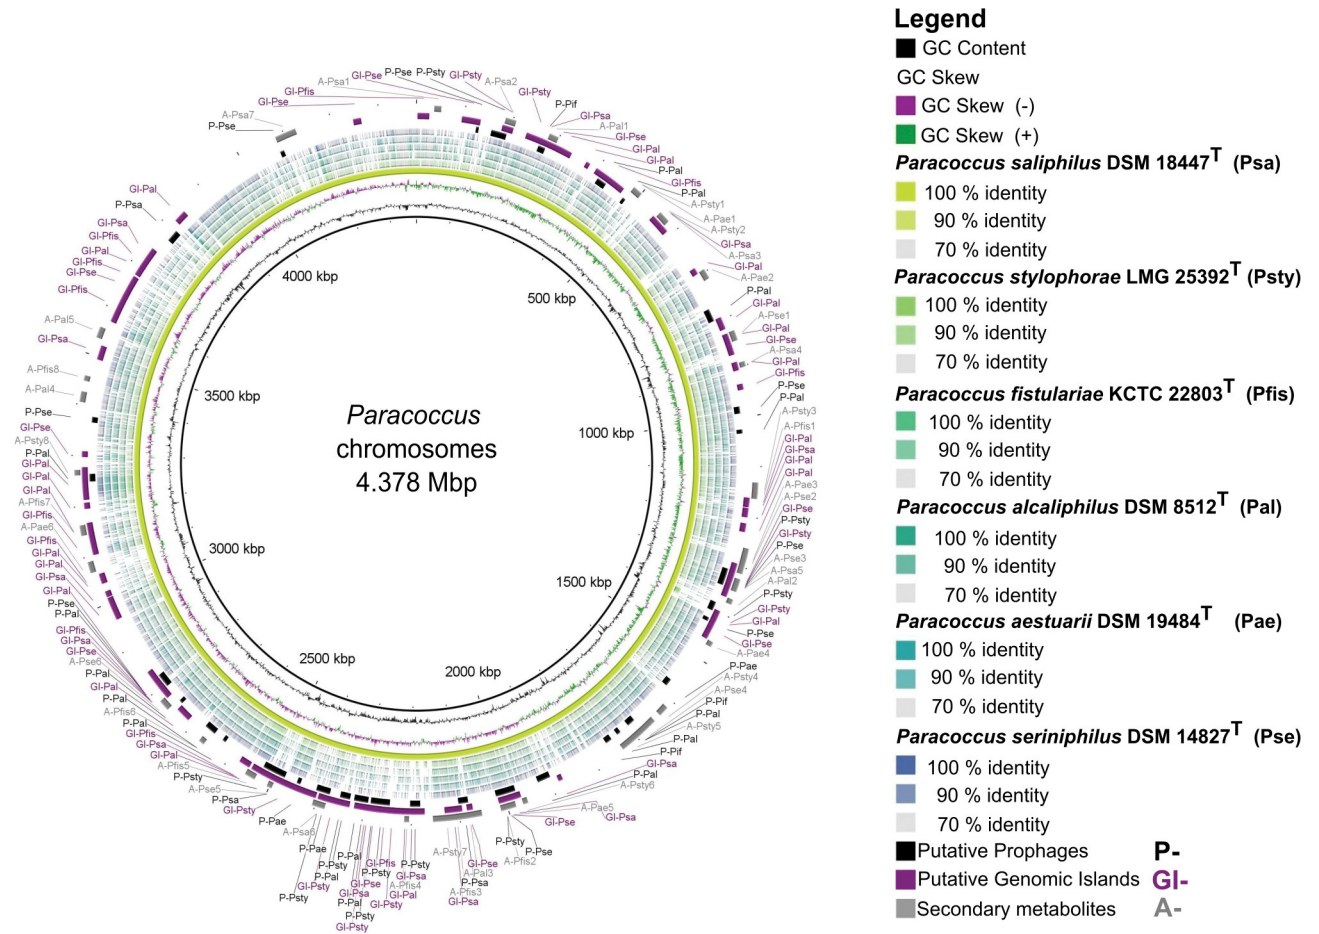 Legend
GC Content
GC Skew
GC Skew (-)
GC Skew (+)
Paracoccus saliphilus DSM 18447T (Psa)
100 % identity
90 % identity
70 % identity
Paracoccus stylophorae LMG 25392T (Psty)
100 % identity
90 % identity
70 % identity
Paracoccus fistulariae KCTC 22803T (Pfis)
100 % identity
90 % identity
70 % identity
Paracoccus alcaliphilus DSM 8512T (Pal)
100 % identity
90 % identity
70 % identity
Paracoccus aestuarii DSM 19484T (Pae)
100 % identity
90 % identity
70 % identity
Paracoccus seriniphilus DSM 14827T (Pse)
100 % identity
90 % identity
70 % identity
Putative Prophages P-
Putative Genomic Islands GI-
Secondary metabolites A-
Paracoccus
chromosomes
4.378 Mbp
500 kbp
1000 kbp
1500 kbp
2000 kbp
2500 kbp
3000 kbp
3500 kbp
4000 kbp
P-Pse
A-Psa7
GI-Pse
GI-Pfis
A-Psa1
GI-Pse
P-Pse
P-Psty
GI-Psty
A-Psa2
GI-Psty
P-Pif
GI-Psa
A-Pal1
GI-Pse
GI-Pal
GI-Pal
P-Pal
GI-Pfis
P-Pal
A-Psty1
A-Pae1
A-Psty2
GI-Psa
A-Psa3
GI-Pal
A-Pae2
P-Pal
GI-Pal
A-Pse1
GI-Pal
GI-Pse
A-Psa4
GI-Pal
GI-Pfis
P-Pse
P-Pal
A-Psty3
A-Pfis1
GI-Pal
GI-Psa
GI-Pal
GI-Pal
A-Pae3
A-Pse2
GI-Pse
P-Psty
GI-Psty
P-Pse
A-Pse3
A-Psa5
A-Pal2
P-Psty
GI-Psty
GI-Pal
P-Pse
GI-Pse
A-Pae4
P-Pae
A-Psty4
A-Pse4
P-Pif
P-Pal
A-Psty5
P-Pal
P-Pif
GI-Psa
P-Pal
A-Psty6
A-Pae5
GI-Psa
GI-Pse
P-Psty
P-Pse
A-Pfis2
A-Psty7
GI-Pse
A-Pal3
P-Psa
A-Pfis3
GI-Psa
P-Psty
GI-Psa
A-Pfis4
GI-Pal
GI-Psty
GI-Pfis
P-Psty
GI-Pse
GI-Psa
P-Pal
P-Psty
GI-Psty
P-Pal
P-Psty
P-Pal
GI-Psty
P-Psty
P-Pae
A-Psa6
P-Pae
GI-Psty
P-Psa
A-Pse5
P-Psty
A-Pfis5
GI-Pal
GI-Psa
GI-Pfis
P-Pal
A-Pfis6
P-Pal
GI-Pal
P-Pal
A-Pse6
GI-Pse
GI-Psa
GI-Pfis
P-Pal
P-Pse
GI-Pal
GI-Psa
GI-Pal
GI-Pal
GI-Pfis
A-Pae6
GI-Pfis
A-Pfis7
GI-Pal
GI-Pal
GI-Pal
P-Pal
A-Psty8
GI-Pse
P-Pse
A-Pal4
A-Pfis8
GI-Psa
A-Pal5
GI-Pfis
GI-Pse
GI-Pfis
GI-Pal
GI-Pfis
GI-Psa
P-Psa
GI-Pal